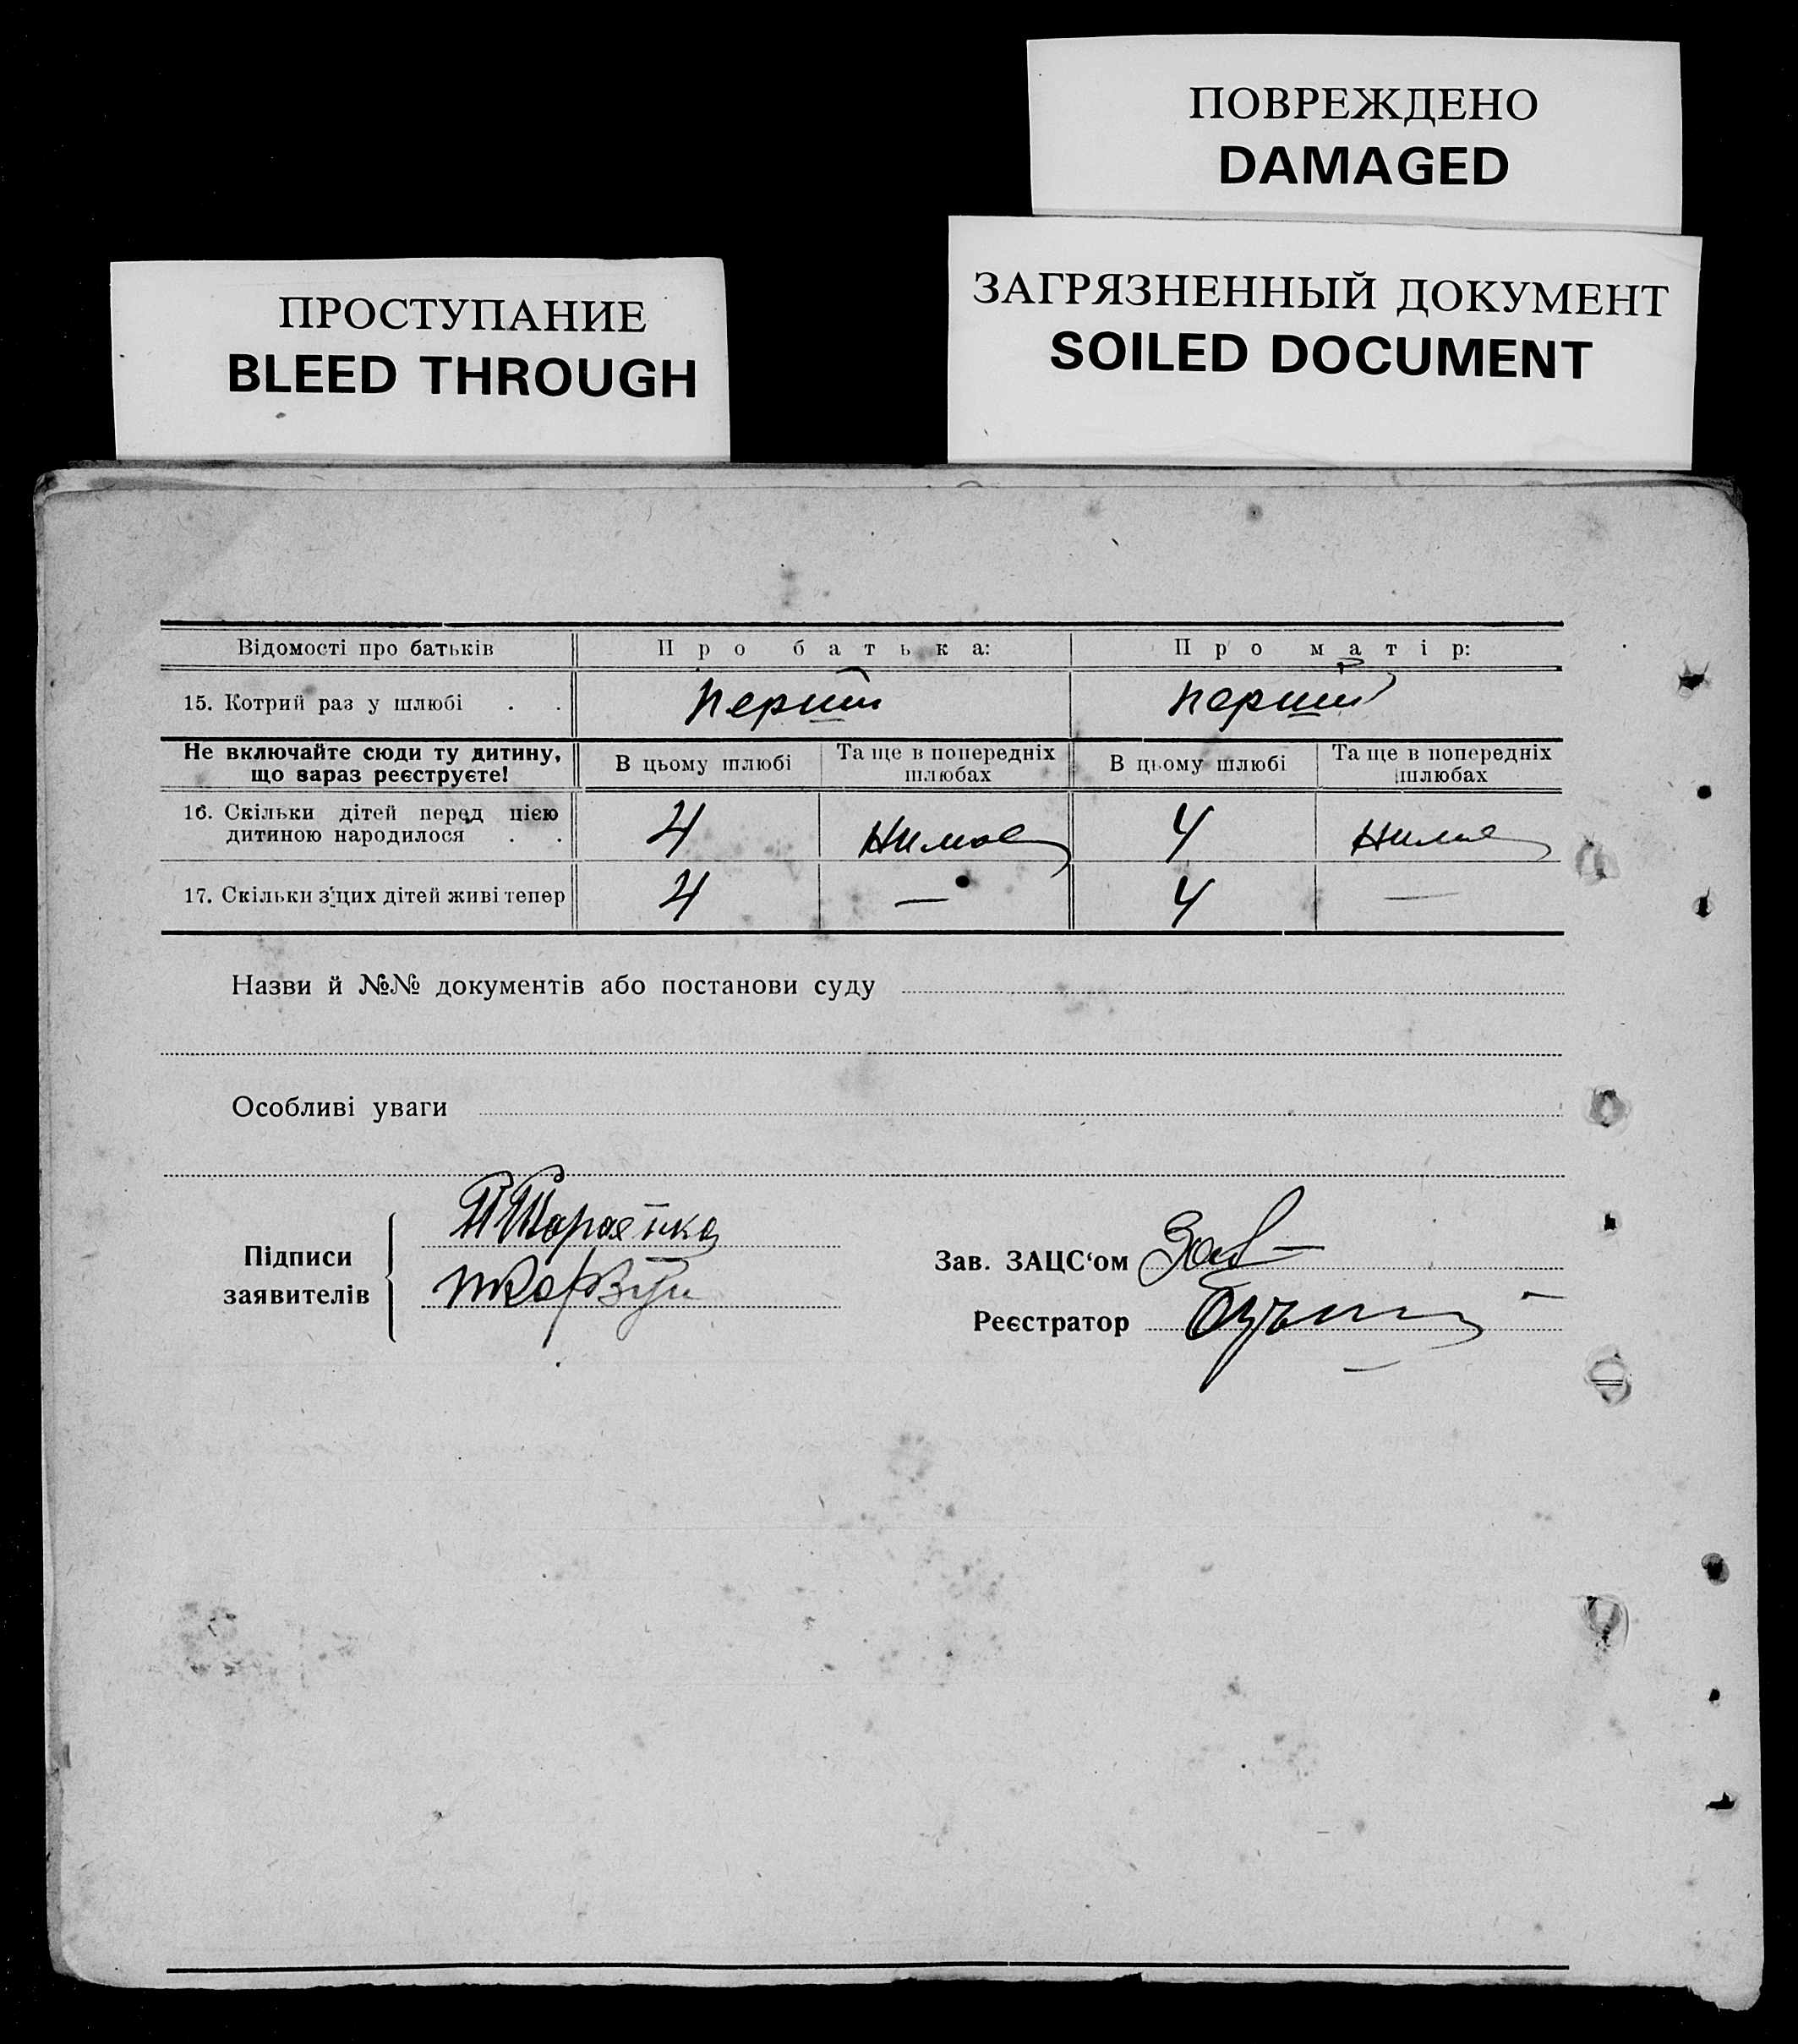 ПОВРЕЖДЕНО
DAMAGED
ЗАГРЯЗНЕННЫЙ ДОКУМЕНТ
SOILED DOCUMENT
ПРОСТУПАНИЕ
BLEED THROUGH
Відомості про батьків Про батька: Про матір:
15. Котрий раз у шлюбі . . перший перший
Не включайте сюди ту дитину, що зараз реєструєте! В цьому шлюбі Та ще в попередніх шлюбах В цьому шлюбі Та ще в попередніх шлюбах
16. Скільки дітей перед цією
дитиною народилося . . 4 Нимае 4 Нимае
17. Скільки з цих дітей живі тепер 4 — 4 —
Назви й №№ документів або постанови суду
Особливі уваги
Підписи
заявителів
Зав. ЗАЦС‘ом
Реєстратор